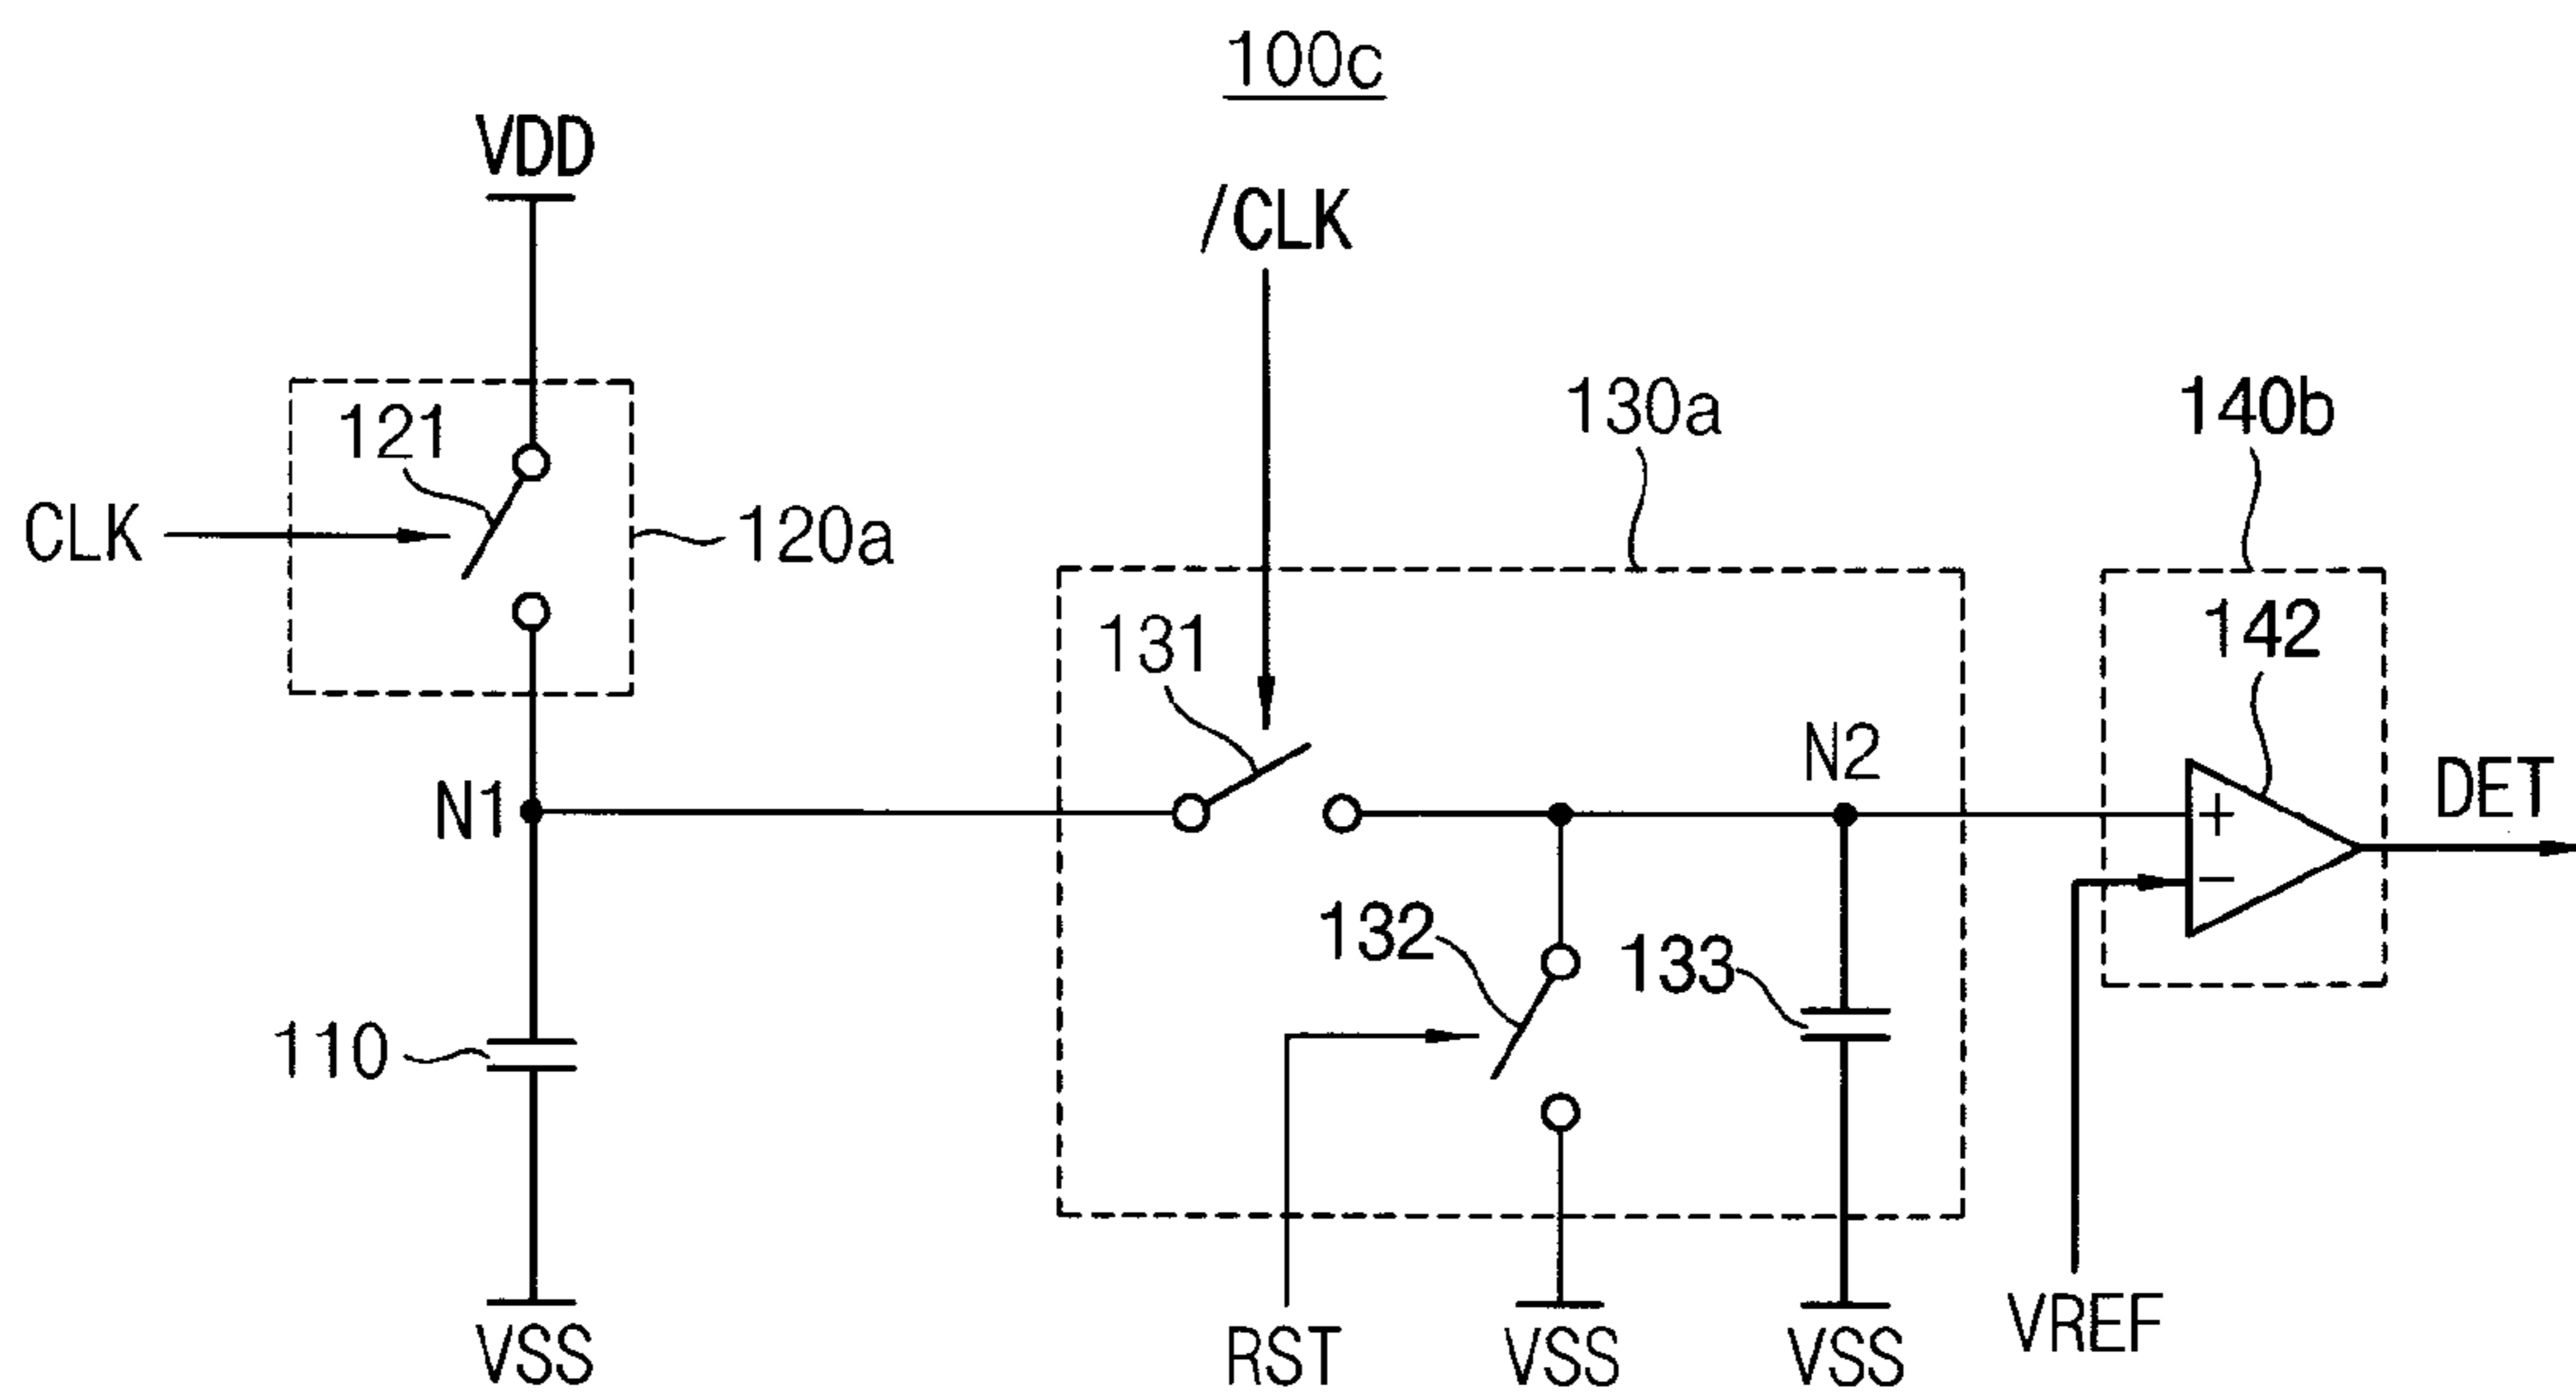 100c
VDD
/CLK
121
130a
140b
CLK
120a
131
142
N1
N2
+
DET
−
132
133
110
VSS
RST
VSS
VSS
VREF